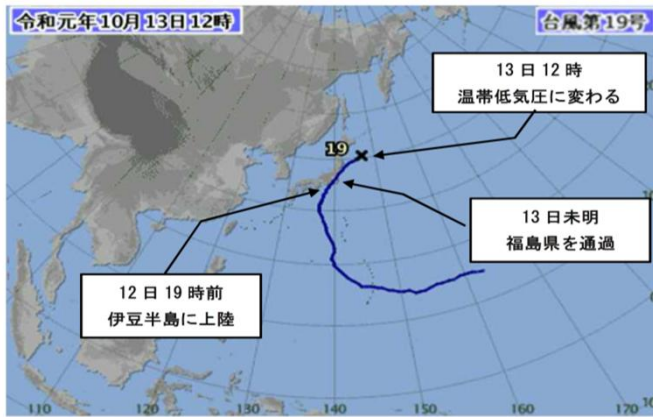 令和元年10月13日12時
台風第19号
13日12時
温帯低気圧に変わる
19
13日未明
福島県を通過
12日19時前
伊豆半島に上陸
110
120
130
140
150
160
170